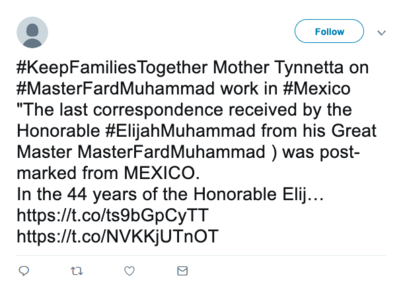 Follow
#KeepFamiliesTogether Mother Tynnetta on
#MasterFardMuhammad work in #Mexico
"The last correspondence received by the
Honorable #ElijahMuhammad from his Great
Master MasterFardMuhammad ) was post-
marked from MEXICO.
In the 44 years of the Honorable Elij…
https://t.co/ts9bGpCyTT
https://t.co/NVKKjUTnOT